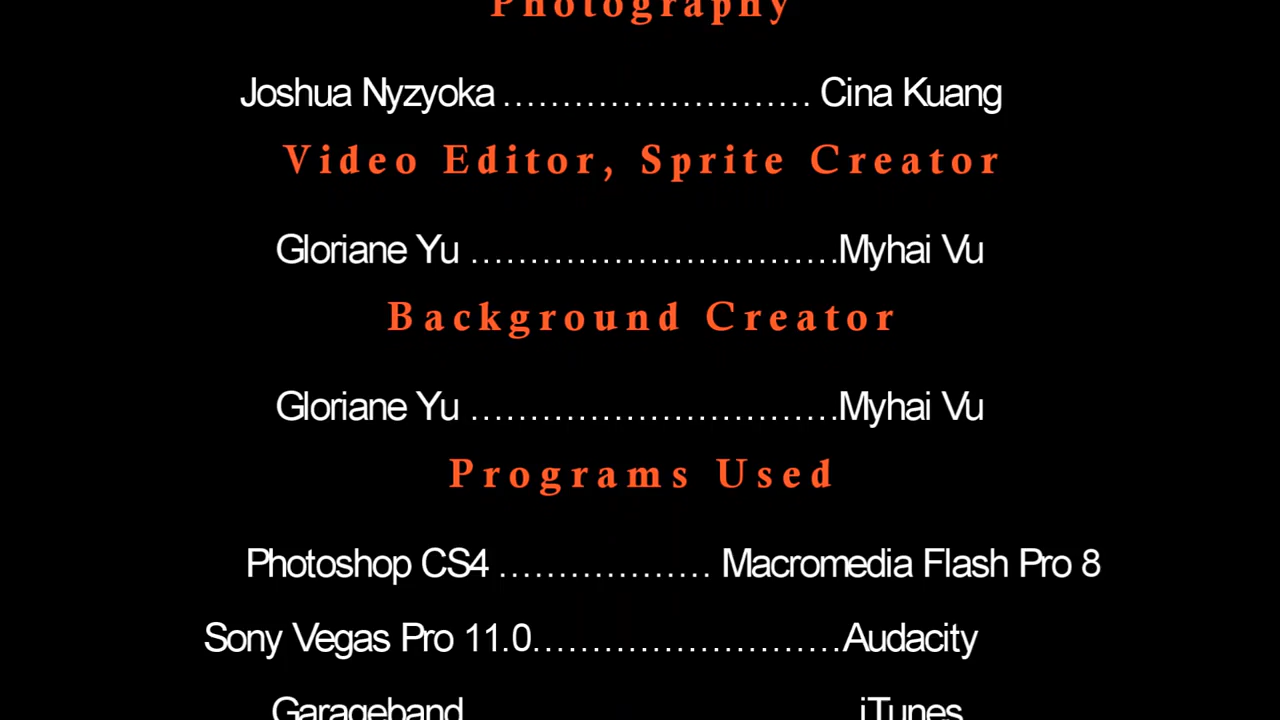 Photography
Joshua Nyzyoka .......................... Cina Kuang
Video Editor, Sprite Creator
Gloriane Yu ...............................Myhai Vu
Background Creator
Gloriane Yu ...............................Myhai Vu
Programs Used
Photoshop CS4 .................. Macromedia Flash Pro 8
Sony Vegas Pro 11.0..........................Audacity
Garageband iTunes